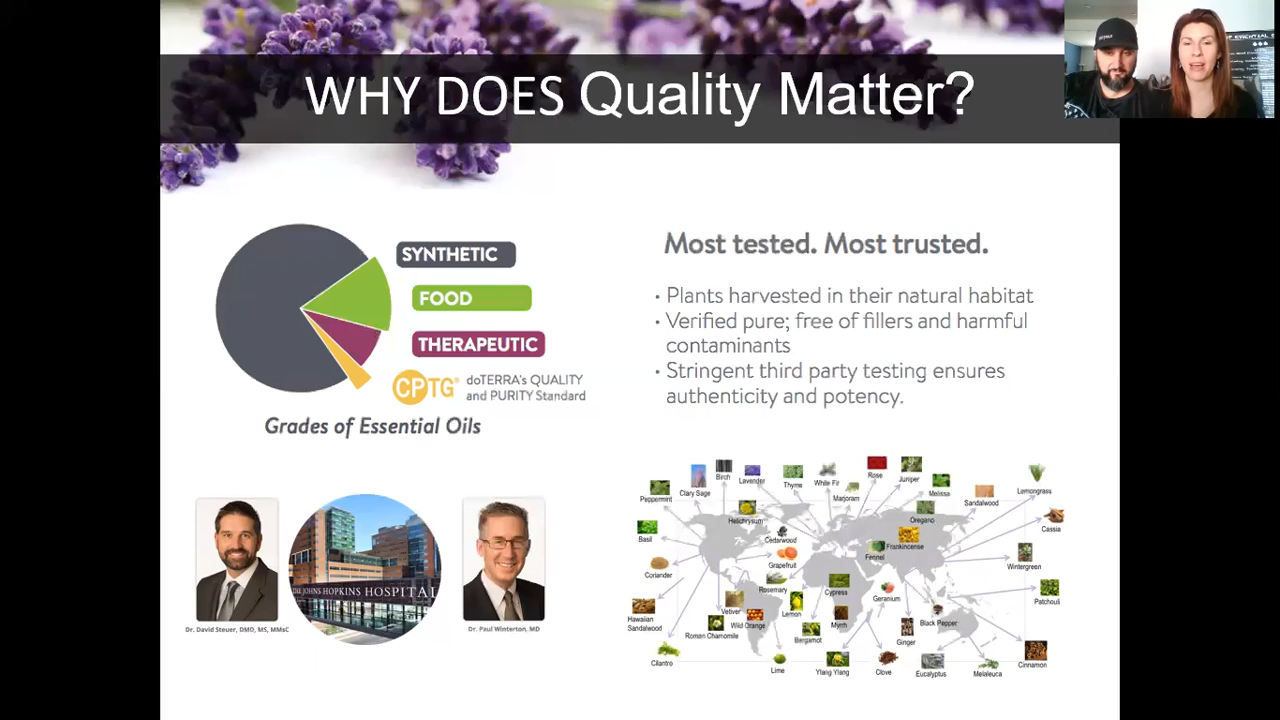 WHY DOES Quality Matter?
SYNTHETIC
FOOD
THERAPEUTIC
CPTG® doTERRA's QUALITY
and PURITY Standard
Grades of Essential Oils
Most tested. Most trusted.
• Plants harvested in their natural habitat
• Verified pure; free of fillers and harmful
contaminants
• Stringent third party testing ensures
authenticity and potency.
THE JOHNS HOPKINS HOSPITAL
Dr. David Steuer, DMD, MS, MMsC
Dr. Paul Winterton, MD
Peppermint
Clary Sage
Birch
Lavender
Thyme
White Fir
Marjoram
Rose
Juniper
Melissa
Sandalwood
Lemongrass
Basil
Helichrysum
Cedarwood
Oregano
Cassia
Coriander
Grapefruit
Fennel
Frankincense
Wintergreen
Rosemary
Cypress
Geranium
Patchouli
Hawaiian
Sandalwood
Vetiver
Lemon
Wild Orange
Roman Chamomile
Bergamot
Myrrh
Black Pepper
Ginger
Cilantro
Lime
Ylang Ylang
Clove
Eucalyptus
Melaleuca
Cinnamon